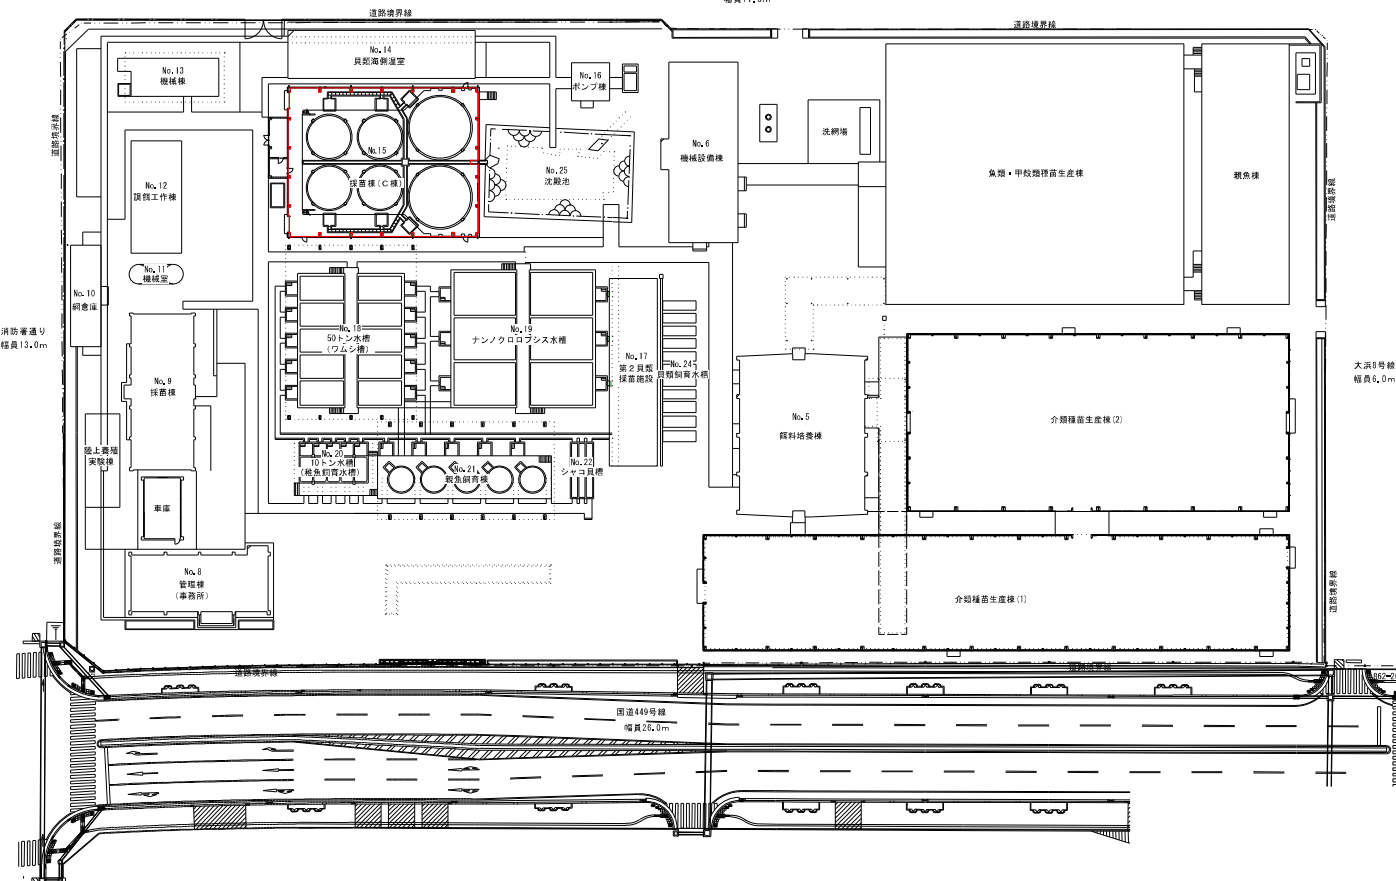 道路境界線
道路境界線
No.14
貝類海側温室
No.13
機械棟
No.16
ポンプ棟
道路境界線
No.15
採苗棟(C棟)
No.6
機械設備棟
洗網場
魚類・甲殻類種苗生産棟
親魚棟
No.25
沈殿池
No.12
調餌工作棟
道路境界線
No.11
機械室
No.10
網倉庫
消防署通り
幅員13.0m
No.18
50トン水槽
(ワムシ槽)
No.19
ナンノクロロプシス水槽
No.17
第2貝類
採苗施設
No.24
貝類飼育水槽
大浜8号線
幅員6.0m
No.9
採苗棟
No.5
餌料培養棟
介類種苗生産棟(2)
陸上養殖
実験棟
No.20
10トン水槽
(稚魚飼育水槽)
No.21
親魚飼育棟
No.22
シャコ貝槽
車庫
道路境界線
No.8
管理棟
(事務所)
介類種苗生産棟(1)
道路境界線
道路境界線
道路境界線
国道449号線
幅員26.0m